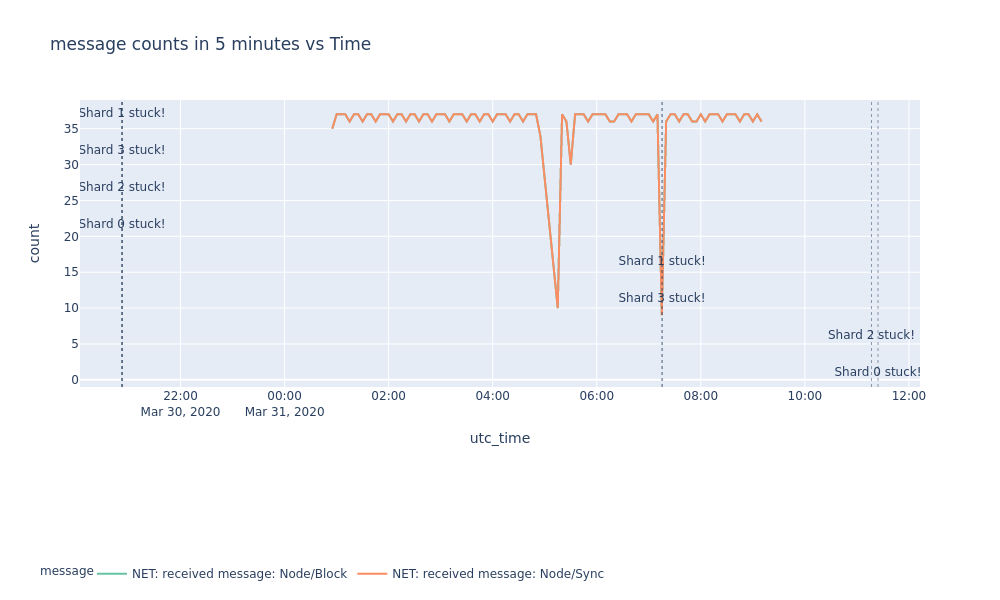 message counts in 5 minutes vs Time
Shard 1 stuck!
Shard 3 stuck!
Shard 2 stuck!
Shard 0 stuck!
Shard 1 stuck!
Shard 3 stuck!
Shard 2 stuck!
Shard 0 stuck!
35
30
25
20
15
10
5
0
count
22:00 00:00 02:00 04:00 06:00 08:00 10:00 12:00
Mar 30, 2020 Mar 31, 2020
utc_time
message NET: received message: Node/Block NET: received message: Node/Sync